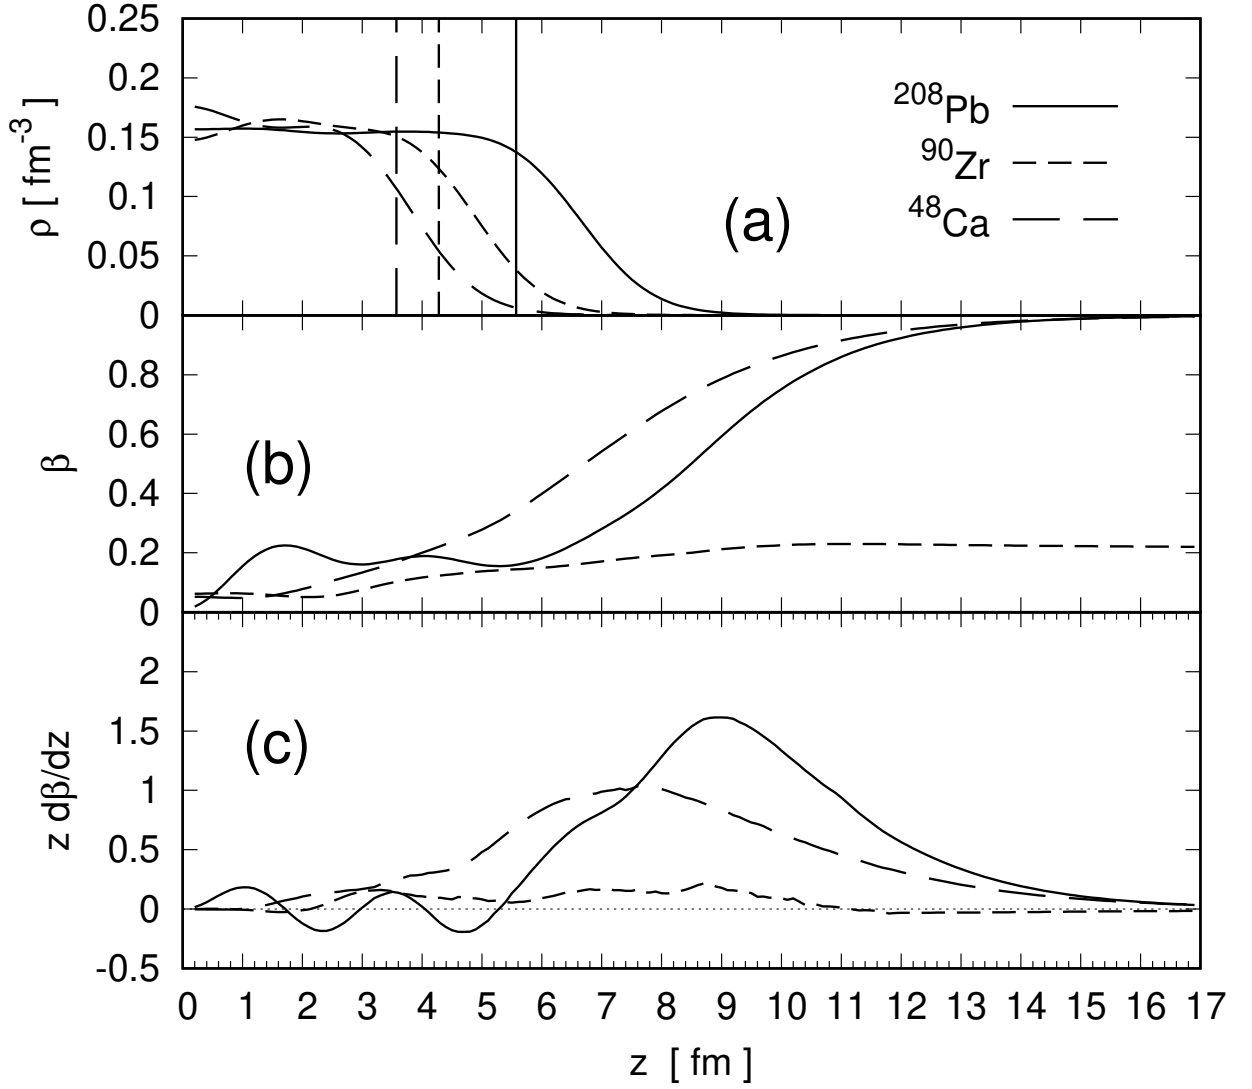 0.25
0.2
0.15
0.1
0.05
0
ρ [ fm⁻³ ]
²⁰⁸Pb
⁹⁰Zr
⁴⁸Ca
(a)
0.8
0.6
0.4
0.2
0
β
(b)
2
1.5
1
0.5
0
-0.5
z dβ/dz
(c)
0 1 2 3 4 5 6 7 8 9 10 11 12 13 14 15 16 17
z [ fm ]